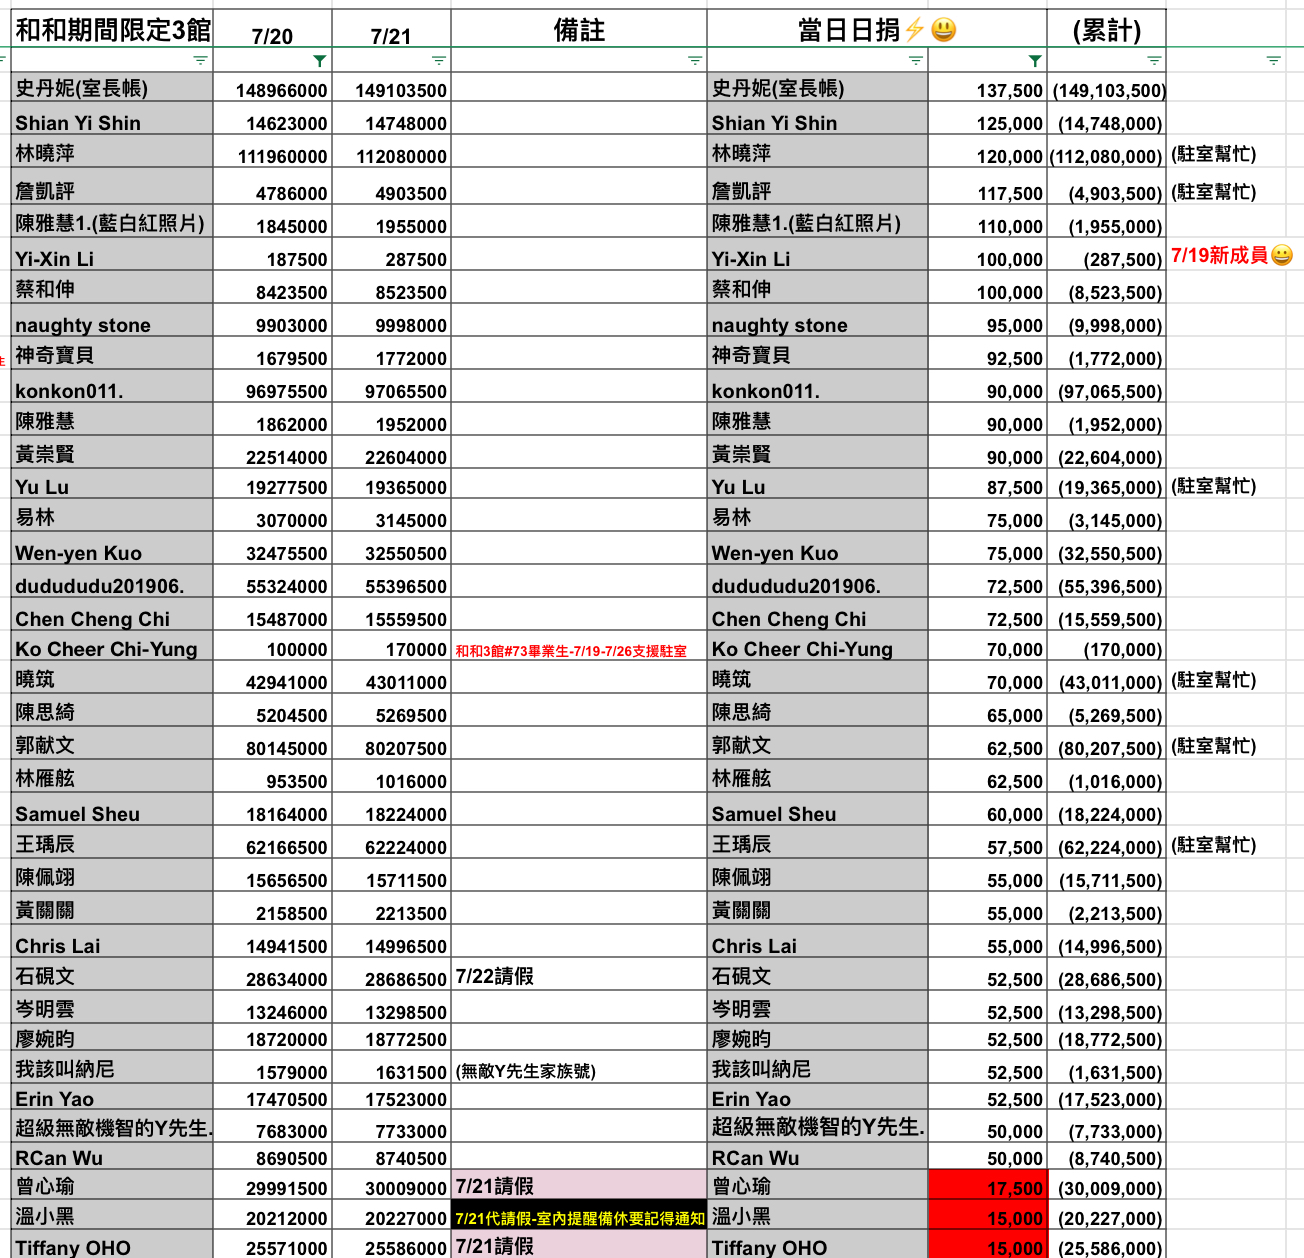 和和期間限定3館 7/20 7/21 備註 當日日捐⚡😃 (累計)
史丹妮(室長帳) 148966000 149103500 史丹妮(室長帳) 137,500 (149,103,500)
Shian Yi Shin 14623000 14748000 Shian Yi Shin 125,000 (14,748,000)
林曉萍 111960000 112080000 林曉萍 120,000 (112,080,000) (駐室幫忙)
詹凱評 4786000 4903500 詹凱評 117,500 (4,903,500) (駐室幫忙)
陳雅慧1.(藍白紅照片) 1845000 1955000 陳雅慧1.(藍白紅照片) 110,000 (1,955,000)
Yi-Xin Li 187500 287500 Yi-Xin Li 100,000 (287,500) 7/19新成員😀
蔡和伸 8423500 8523500 蔡和伸 100,000 (8,523,500)
naughty stone 9903000 9998000 naughty stone 95,000 (9,998,000)
神奇寶貝 1679500 1772000 神奇寶貝 92,500 (1,772,000)
konkon011. 96975500 97065500 konkon011. 90,000 (97,065,500)
陳雅慧 1862000 1952000 陳雅慧 90,000 (1,952,000)
黃崇賢 22514000 22604000 黃崇賢 90,000 (22,604,000)
Yu Lu 19277500 19365000 Yu Lu 87,500 (19,365,000) (駐室幫忙)
易林 3070000 3145000 易林 75,000 (3,145,000)
Wen-yen Kuo 32475500 32550500 Wen-yen Kuo 75,000 (32,550,500)
dudududu201906. 55324000 55396500 dudududu201906. 72,500 (55,396,500)
Chen Cheng Chi 15487000 15559500 Chen Cheng Chi 72,500 (15,559,500)
Ko Cheer Chi-Yung 100000 170000 和和3館#73畢業生-7/19-7/26支援駐室 Ko Cheer Chi-Yung 70,000 (170,000)
曉筑 42941000 43011000 曉筑 70,000 (43,011,000) (駐室幫忙)
陳思綺 5204500 5269500 陳思綺 65,000 (5,269,500)
郭献文 80145000 80207500 郭献文 62,500 (80,207,500) (駐室幫忙)
林雁舷 953500 1016000 林雁舷 62,500 (1,016,000)
Samuel Sheu 18164000 18224000 Samuel Sheu 60,000 (18,224,000)
王瑀辰 62166500 62224000 王瑀辰 57,500 (62,224,000) (駐室幫忙)
陳佩翊 15656500 15711500 陳佩翊 55,000 (15,711,500)
黃關關 2158500 2213500 黃關關 55,000 (2,213,500)
Chris Lai 14941500 14996500 Chris Lai 55,000 (14,996,500)
石硯文 28634000 28686500 7/22請假 石硯文 52,500 (28,686,500)
岑明雲 13246000 13298500 岑明雲 52,500 (13,298,500)
廖婉昀 18720000 18772500 廖婉昀 52,500 (18,772,500)
我該叫納尼 1579000 1631500 (無敵Y先生家族號) 我該叫納尼 52,500 (1,631,500)
Erin Yao 17470500 17523000 Erin Yao 52,500 (17,523,000)
超級無敵機智的Y先生. 7683000 7733000 超級無敵機智的Y先生. 50,000 (7,733,000)
RCan Wu 8690500 8740500 RCan Wu 50,000 (8,740,500)
曾心瑜 29991500 30009000 7/21請假 曾心瑜 17,500 (30,009,000)
溫小黑 20212000 20227000 7/21代請假-室內提醒備休要記得通知 溫小黑 15,000 (20,227,000)
Tiffany OHO 25571000 25586000 7/21請假 Tiffany OHO 15,000 (25,586,000)